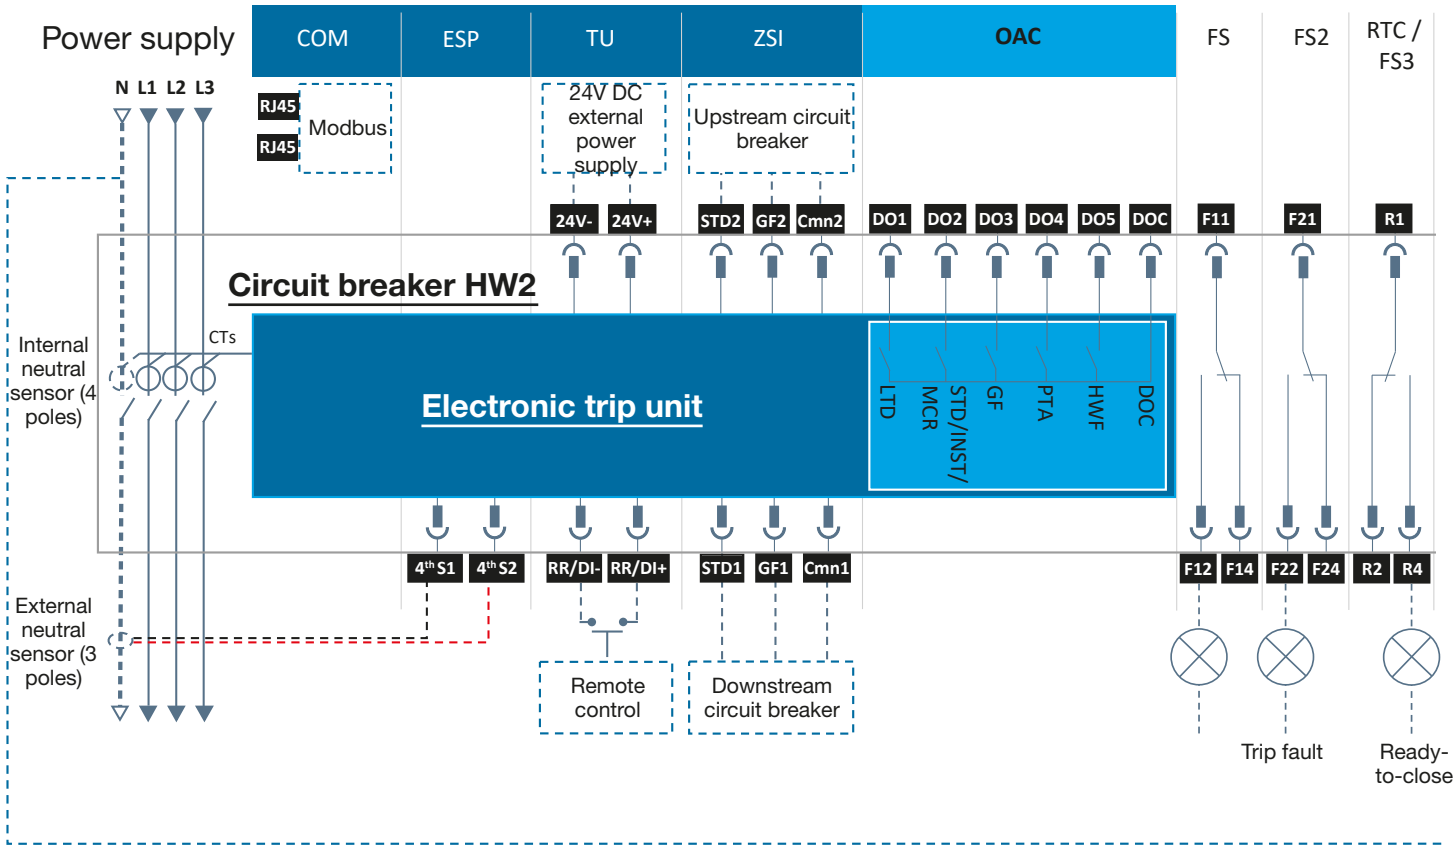 Power supply
COM
ESP
TU
ZSI
OAC
FS
FS2
RTC /
FS3
N L1 L2 L3
RJ45
RJ45
Modbus
24V DC
external
power
supply
Upstream circuit
breaker
24V-
24V+
STD2
GF2
Cmn2
DO1
DO2
DO3
DO4
DO5
DOC
F11
F21
R1
Circuit breaker HW2
CTs
Internal
neutral
sensor (4
poles)
Electronic trip unit
LTD
STD/INST/
MCR
GF
PTA
HWF
DOC
4th S1
4th S2
RR/DI-
RR/DI+
STD1
GF1
Cmn1
F12
F14
F22
F24
R2
R4
External
neutral
sensor (3
poles)
Remote
control
Downstream
circuit breaker
Trip fault
Ready-
to-close